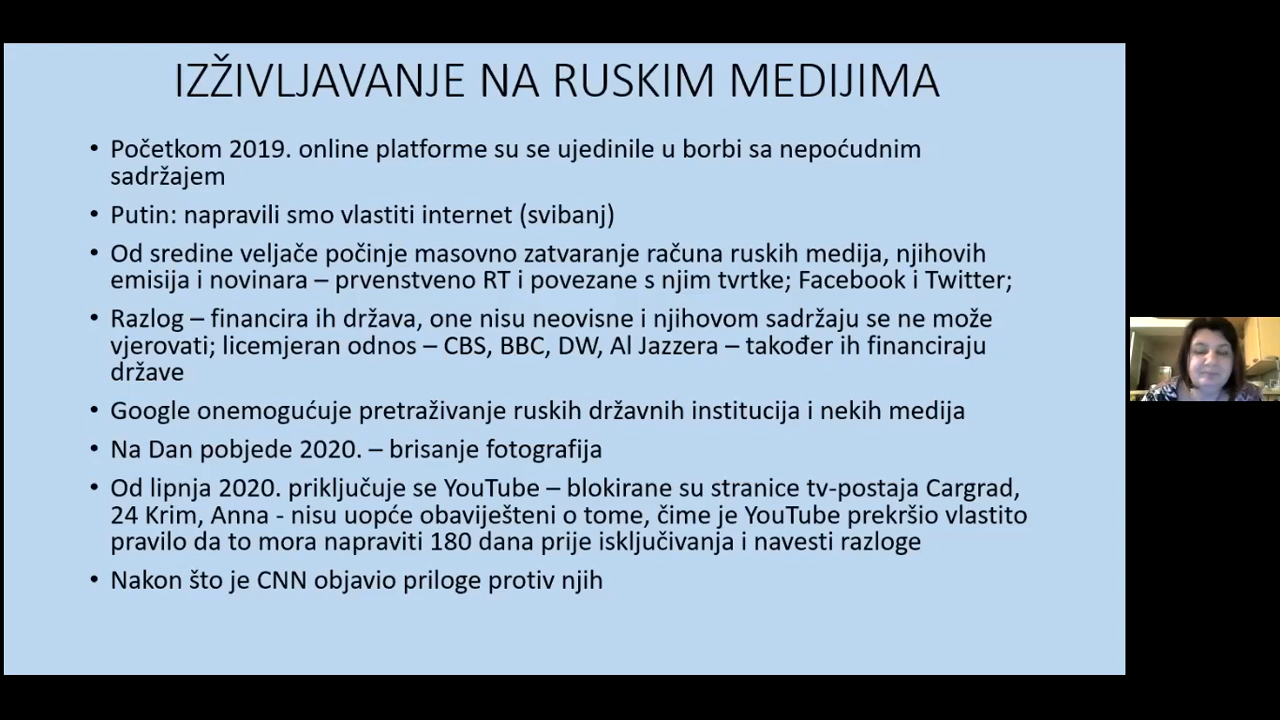 IZŽIVLJAVANJE NA RUSKIM MEDIJIMA
• Početkom 2019. online platforme su se ujedinile u borbi sa nepoćudnim
sadržajem
• Putin: napravili smo vlastiti internet (svibanj)
• Od sredine veljače počinje masovno zatvaranje računa ruskih medija, njihovih
emisija i novinara – prvenstveno RT i povezane s njim tvrtke; Facebook i Twitter;
• Razlog – financira ih država, one nisu neovisne i njihovom sadržaju se ne može
vjerovati; licemjeran odnos – CBS, BBC, DW, Al Jazzera – također ih financiraju
države
• Google onemogućuje pretraživanje ruskih državnih institucija i nekih medija
• Na Dan pobjede 2020. – brisanje fotografija
• Od lipnja 2020. priključuje se YouTube – blokirane su stranice tv-postaja Cargrad,
24 Krim, Anna - nisu uopće obaviješteni o tome, čime je YouTube prekršio vlastito
pravilo da to mora napraviti 180 dana prije isključivanja i navesti razloge
• Nakon što je CNN objavio priloge protiv njih